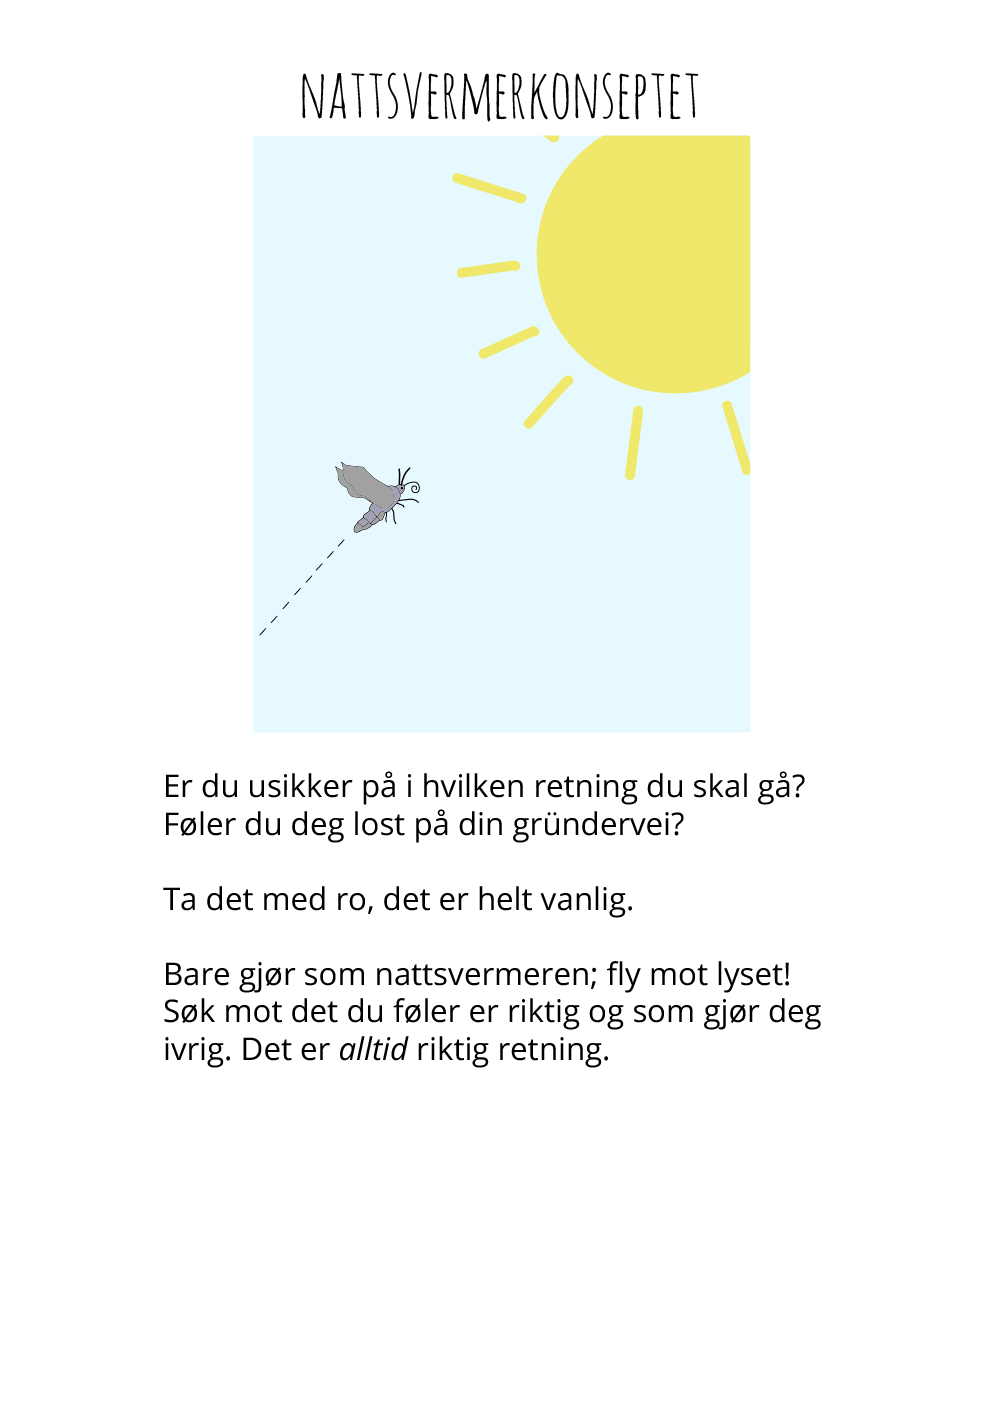 NATTSVERMERKONSEPTET
Er du usikker på i hvilken retning du skal gå?
Føler du deg lost på din gründervei?
Ta det med ro, det er helt vanlig.
Bare gjør som nattsvermeren; fly mot lyset!
Søk mot det du føler er riktig og som gjør deg
ivrig. Det er alltid riktig retning.